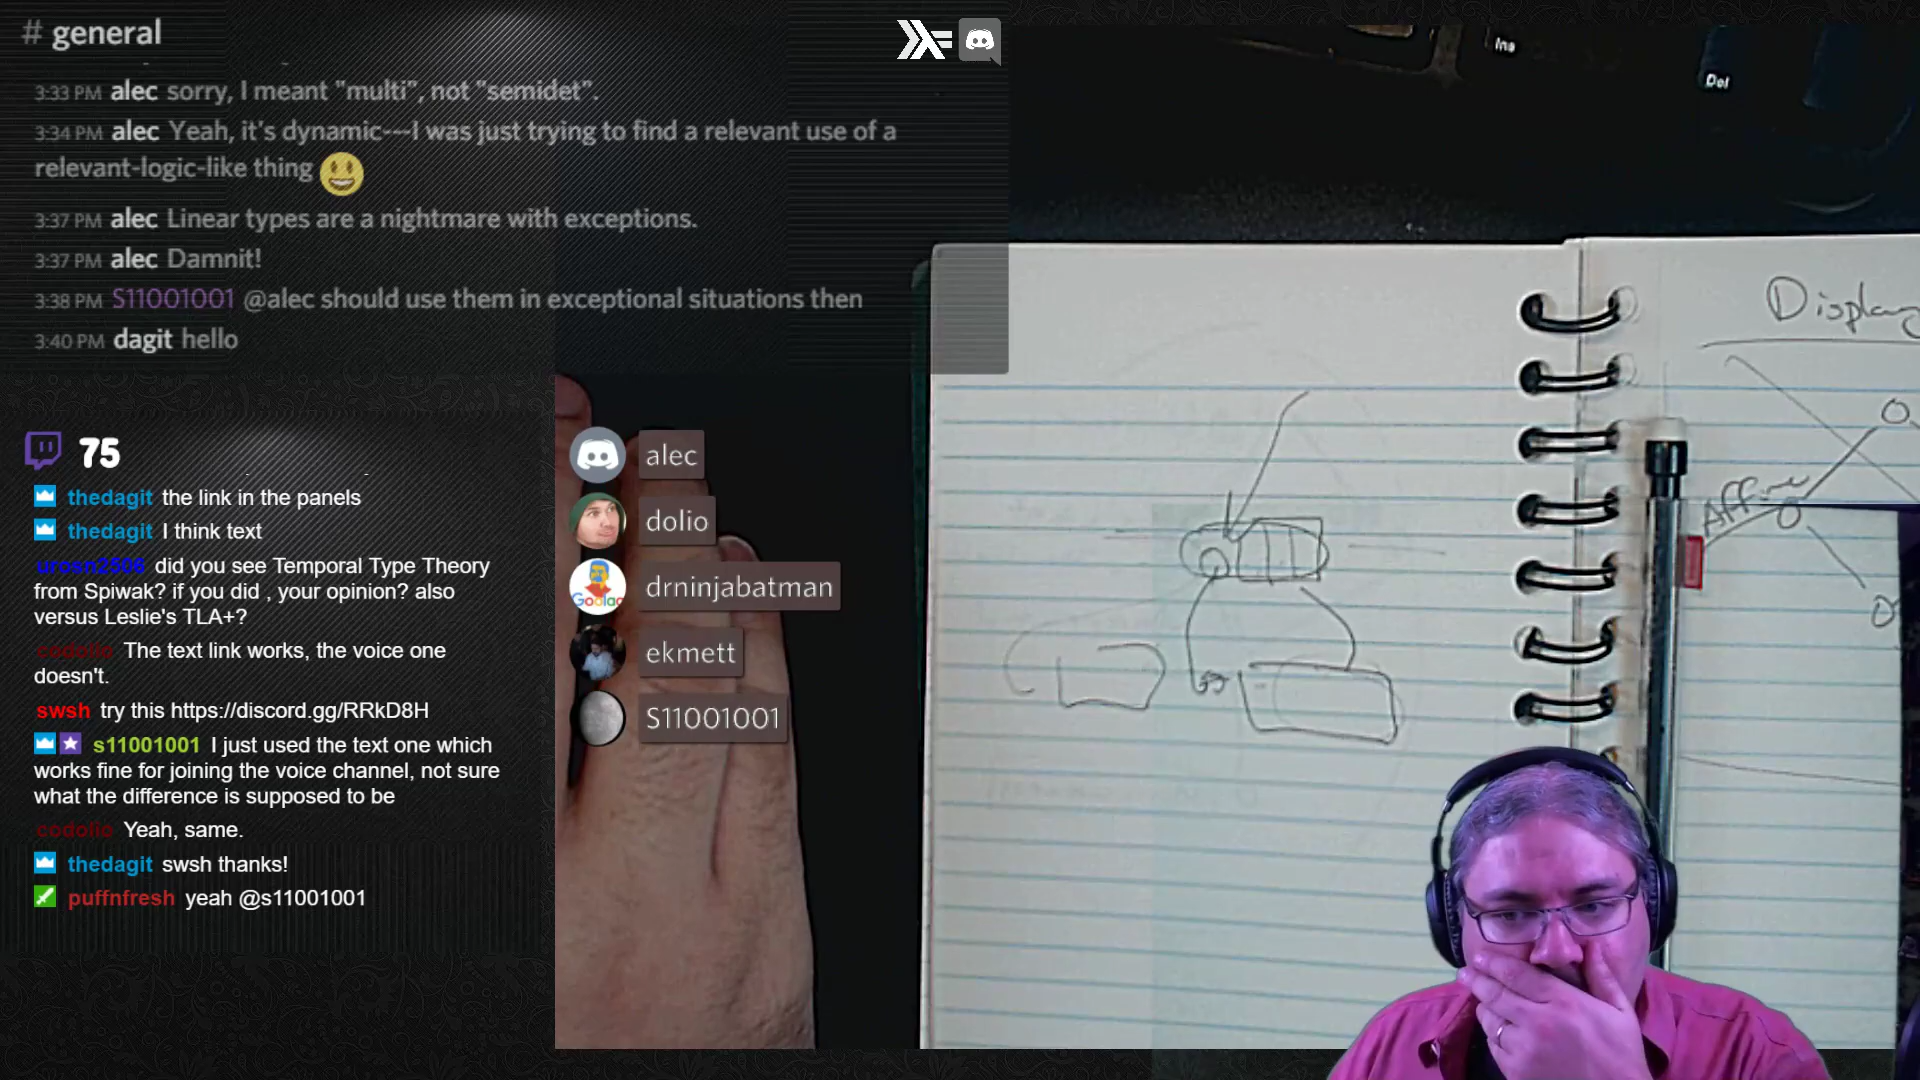 # general
3:33 PM alec sorry, I meant "multi", not "semidet".
3:34 PM alec Yeah, it's dynamic---I was just trying to find a relevant use of a
relevant-logic-like thing
3:37 PM alec Linear types are a nightmare with exceptions.
3:37 PM alec Damnit!
3:38 PM S11001001 @alec should use them in exceptional situations then
3:40 PM dagit hello
75
thedagit the link in the panels
thedagit I think text
urosn2506 did you see Temporal Type Theory
from Spiwak? if you did , your opinion? also
versus Leslie's TLA+?
codolio The text link works, the voice one
doesn't.
swsh try this https://discord.gg/RRkD8H
s11001001 I just used the text one which
works fine for joining the voice channel, not sure
what the difference is supposed to be
codolio Yeah, same.
thedagit swsh thanks!
puffnfresh yeah @s11001001
alec
dolio
drninjabatman
ekmett
S11001001
Ins
Del
Display
Affine